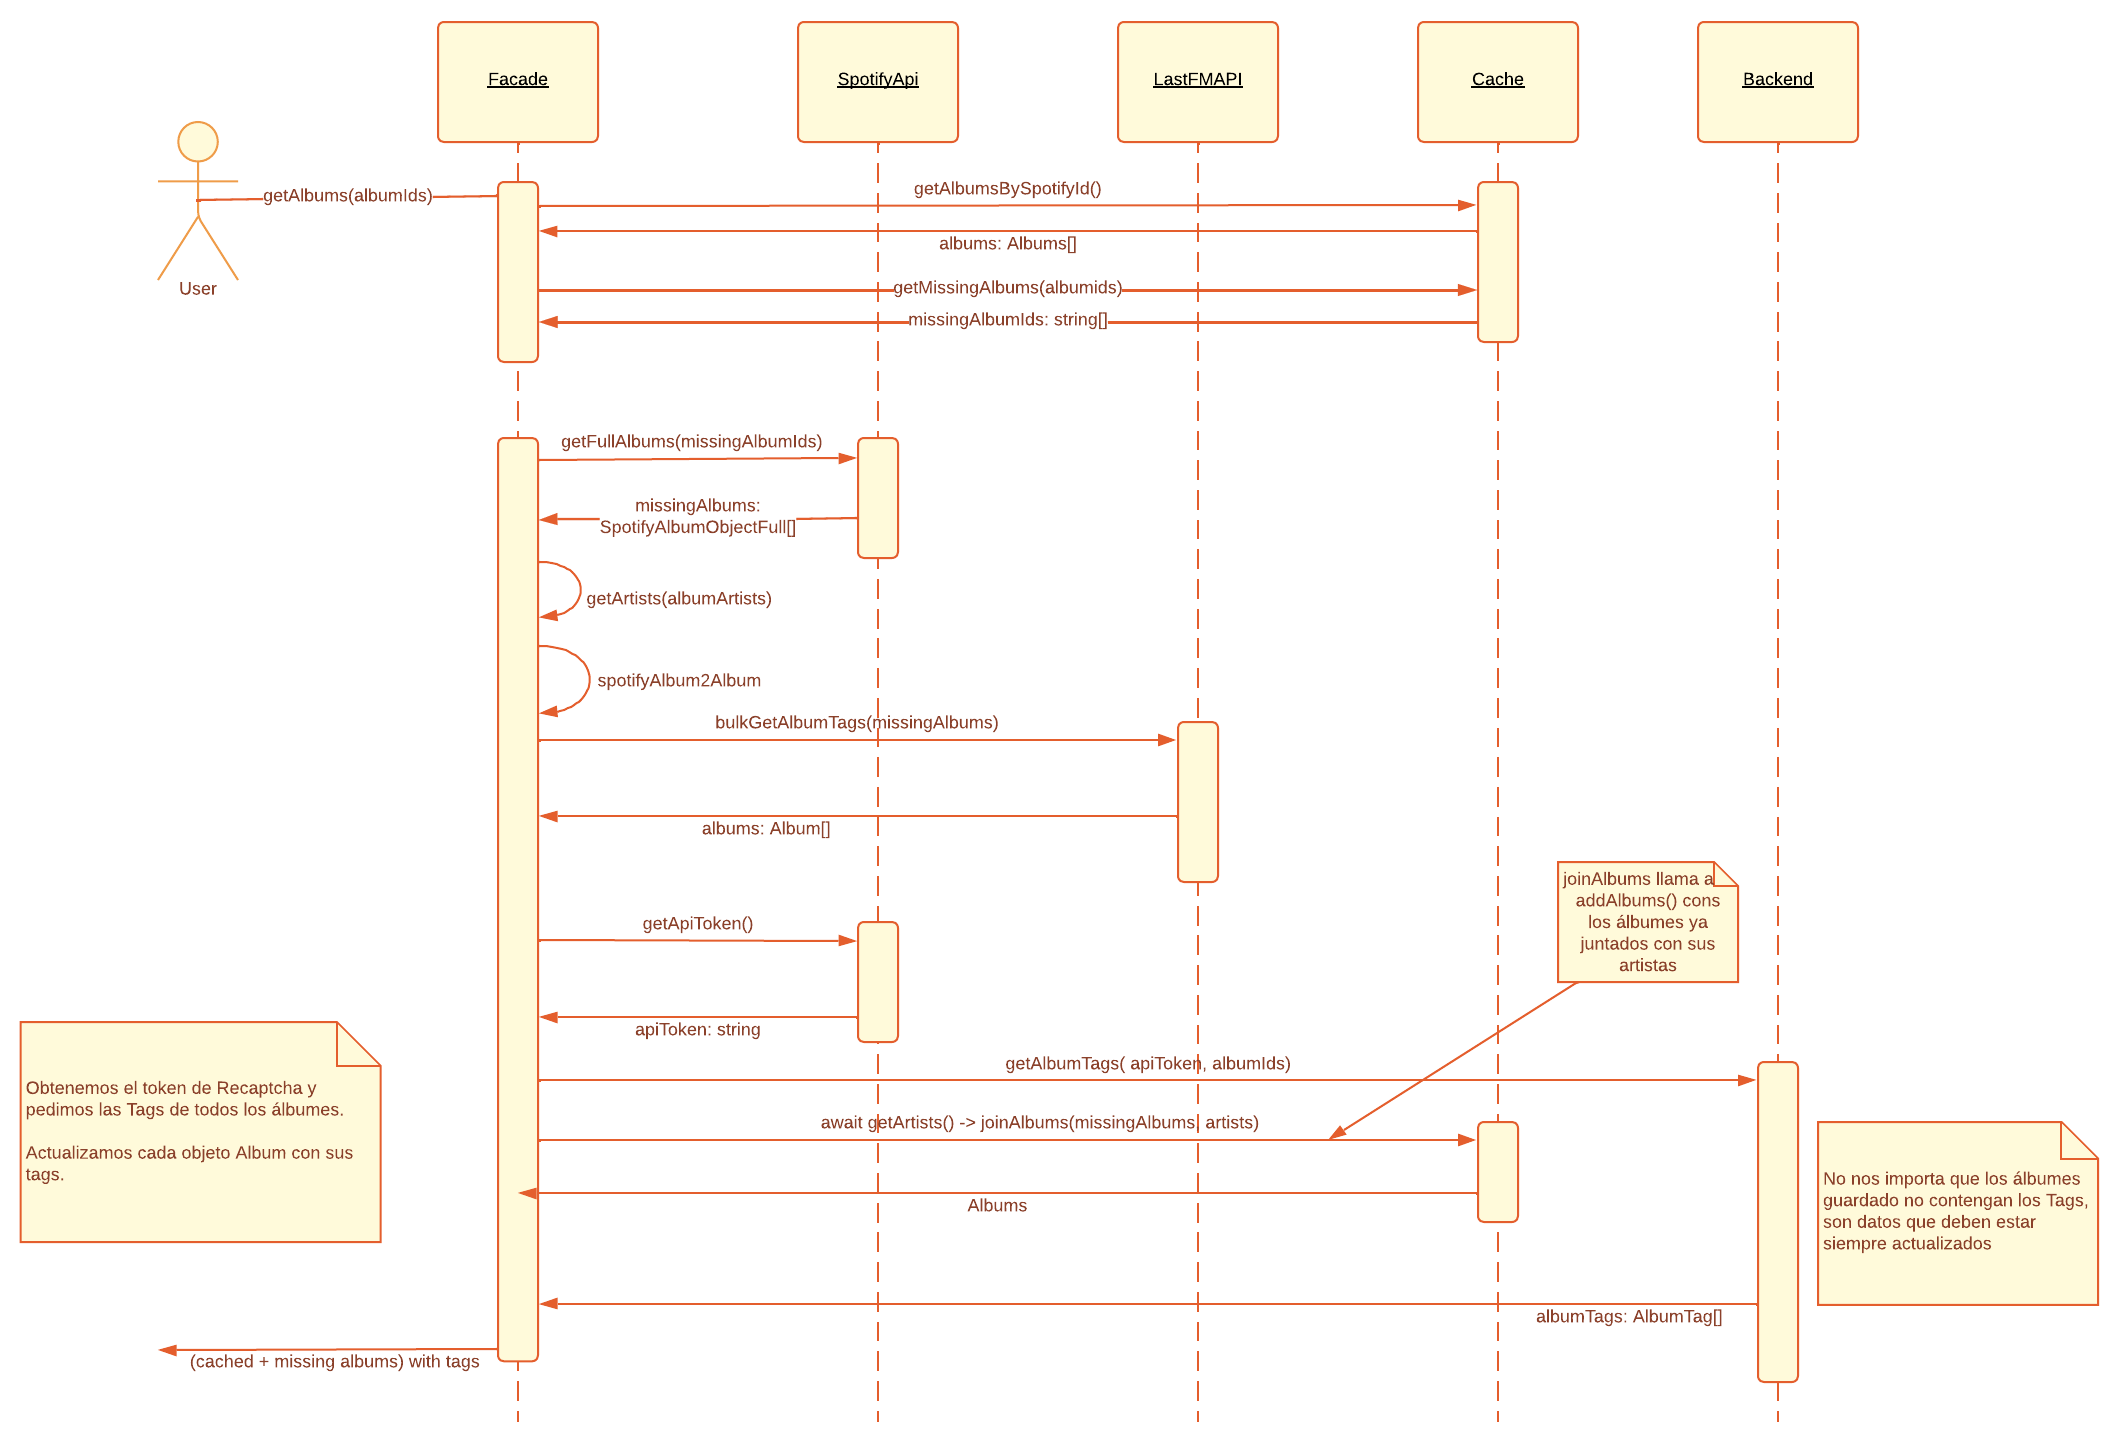 Facade
SpotifyApi
LastFMAPI
Cache
Backend
getAlbums(albumIds)
User
getAlbumsBySpotifyId()
albums: Albums[]
getMissingAlbums(albumids)
missingAlbumIds: string[]
getFullAlbums(missingAlbumIds)
missingAlbums:
SpotifyAlbumObjectFull[]
getArtists(albumArtists)
spotifyAlbum2Album
bulkGetAlbumTags(missingAlbums)
albums: Album[]
joinAlbums llama a
addAlbums() cons
los álbumes ya
juntados con sus
artistas
getApiToken()
apiToken: string
Obtenemos el token de Recaptcha y
pedimos las Tags de todos los álbumes.
Actualizamos cada objeto Album con sus
tags.
getAlbumTags( apiToken, albumIds)
await getArtists() -> joinAlbums(missingAlbums, artists)
Albums
No nos importa que los álbumes
guardado no contengan los Tags,
son datos que deben estar
siempre actualizados
albumTags: AlbumTag[]
(cached + missing albums) with tags